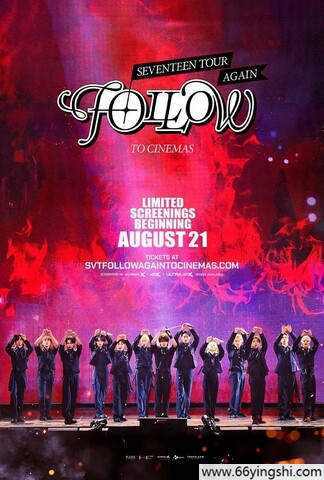 SEVENTEEN TOUR
AGAIN
FOLLOW
TO CINEMAS
LIMITED
SCREENINGS
BEGINNING
AUGUST 21
TICKETS AT
SVTFOLLOWAGAINTOCINEMAS.COM
www.66yingshi.com